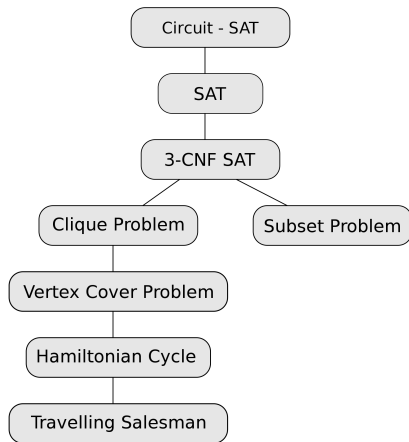 Circuit - SAT
SAT
3-CNF SAT
Clique Problem
Subset Problem
Vertex Cover Problem
Hamiltonian Cycle
Travelling Salesman